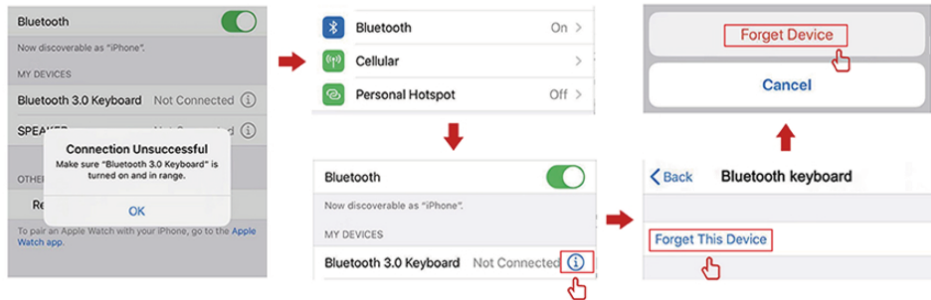 Bluetooth
Now discoverable as "iPhone".
MY DEVICES
Bluetooth 3.0 Keyboard Not Connected
Connection Unsuccessful
Make sure "Bluetooth 3.0 Keyboard" is
turned on and in range.
OK
To pair an Apple Watch with your iPhone, go to the Apple
Watch app.
Bluetooth On
Cellular
Personal Hotspot Off
Bluetooth
Now discoverable as "iPhone".
MY DEVICES
Bluetooth 3.0 Keyboard Not Connected
Back Bluetooth keyboard
Forget This Device
Forget Device
Cancel